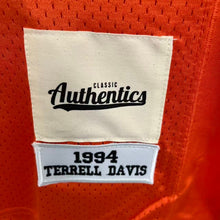 CLASSIC
Authentics
1994
TERRELL DAVIS